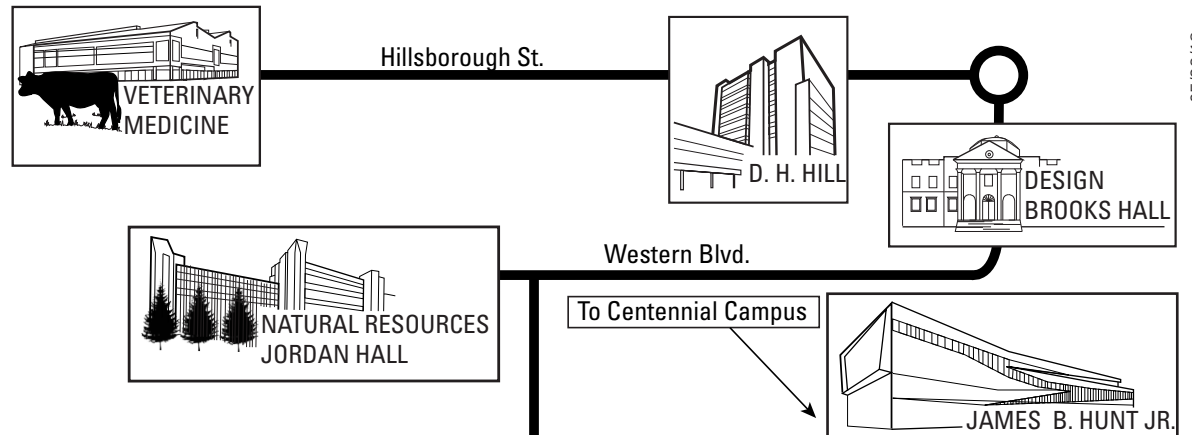 Hillsborough St.
VETERINARY
MEDICINE
D. H. HILL
DESIGN
BROOKS HALL
Western Blvd.
NATURAL RESOURCES
JORDAN HALL
To Centennial Campus
JAMES B. HUNT JR.